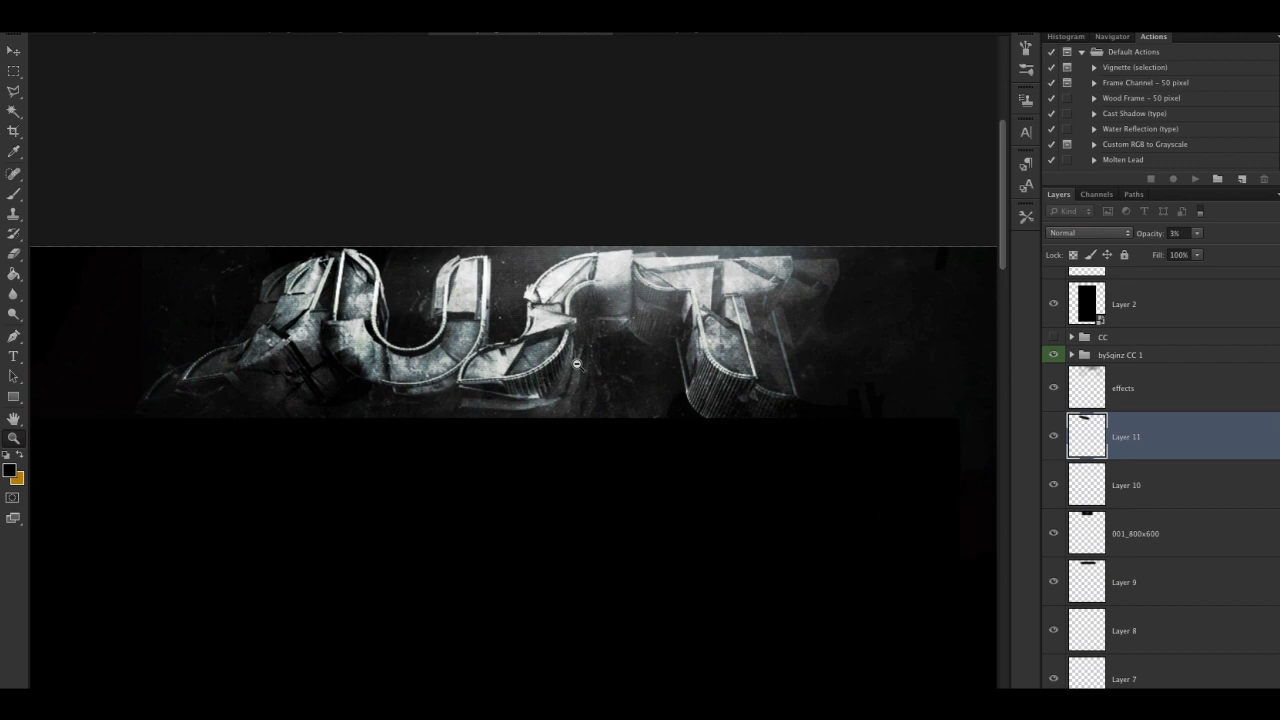 Histogram Navigator Actions
Default Actions
Vignette (selection)
Frame Channel - 50 pixel
Wood Frame - 50 pixel
Cast Shadow (type)
Water Reflection (type)
Custom RGB to Grayscale
Molten Lead
Layers Channels Paths
Kind
Normal Opacity: 3%
Lock: Fill: 100%
Layer 2
CC
bySqinz CC 1
effects
Layer 11
Layer 10
001_800x600
Layer 9
Layer 8
Layer 7
JUST